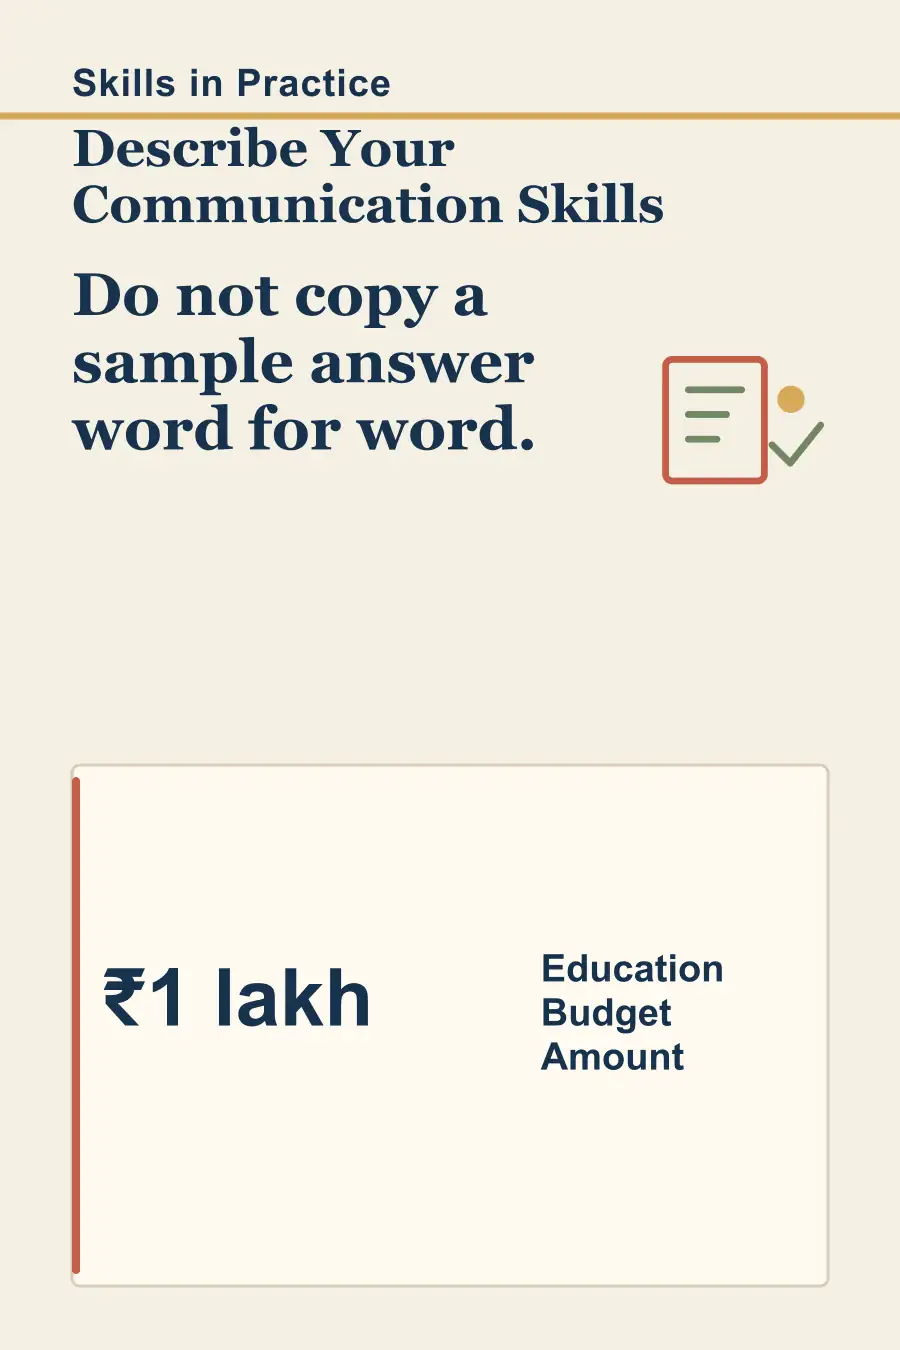 Skills in Practice
Describe Your
Communication Skills
Do not copy a
sample answer
word for word.
₹1 lakh
Education
Budget
Amount